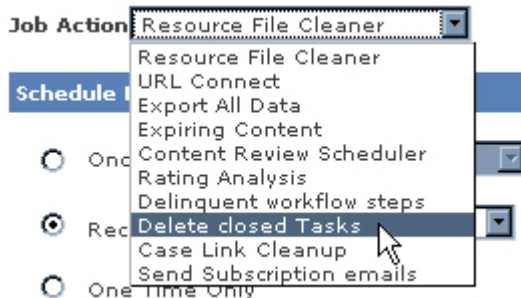 Job Action Resource File Cleaner
Resource File Cleaner
URL Connect
Schedule
Export All Data
Expiring Content
Content Review Scheduler
Rating Analysis
Delinquent workflow steps
Delete closed Tasks
Case Link Cleanup
Send Subscription emails
One Time Only